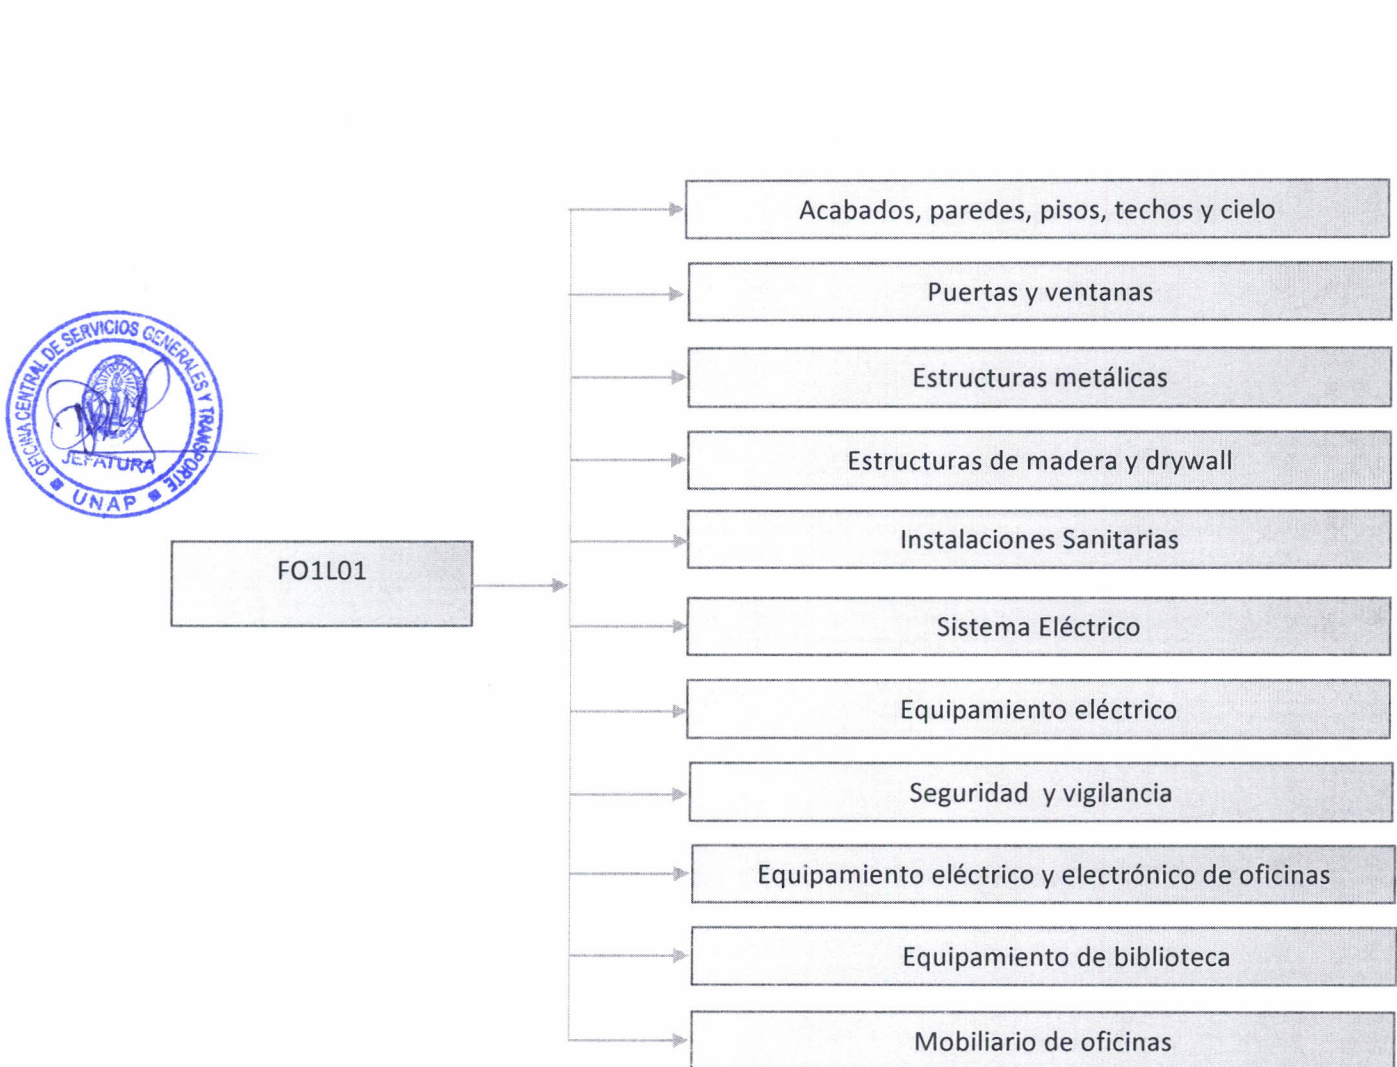 Acabados, paredes, pisos, techos y cielo
Puertas y ventanas
Estructuras metálicas
Estructuras de madera y drywall
Instalaciones Sanitarias
Sistema Eléctrico
Equipamiento eléctrico
Seguridad y vigilancia
Equipamiento eléctrico y electrónico de oficinas
Equipamiento de biblioteca
Mobiliario de oficinas
FO1L01
OFICINA CENTRAL DE SERVICIOS GENERALES Y TRANSPORTE
JEFATURA
UNAP